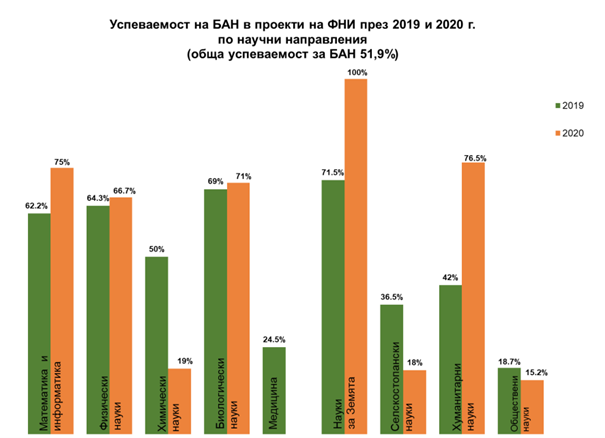 Успеваемост на БАН в проекти на ФНИ през 2019 и 2020 г.
по научни направления
(обща успеваемост за БАН 51,9%)
2019
2020
62.2%
75%
64.3%
66.7%
50%
19%
69%
71%
24.5%
71.5%
100%
36.5%
18%
42%
76.5%
18.7%
15.2%
Математика и
информатика
Физически
науки
Химически
науки
Биологически
науки
Медицина
Науки
за Земята
Селскостопански
науки
Хуманитарни
науки
Обществени
науки